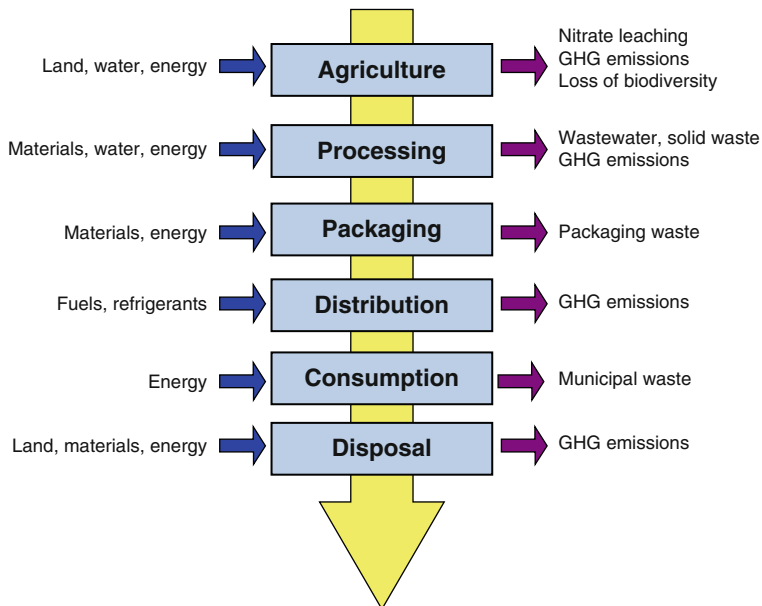 Land, water, energy
Agriculture
Nitrate leaching
GHG emissions
Loss of biodiversity
Materials, water, energy
Processing
Wastewater, solid waste
GHG emissions
Materials, energy
Packaging
Packaging waste
Fuels, refrigerants
Distribution
GHG emissions
Energy
Consumption
Municipal waste
Land, materials, energy
Disposal
GHG emissions